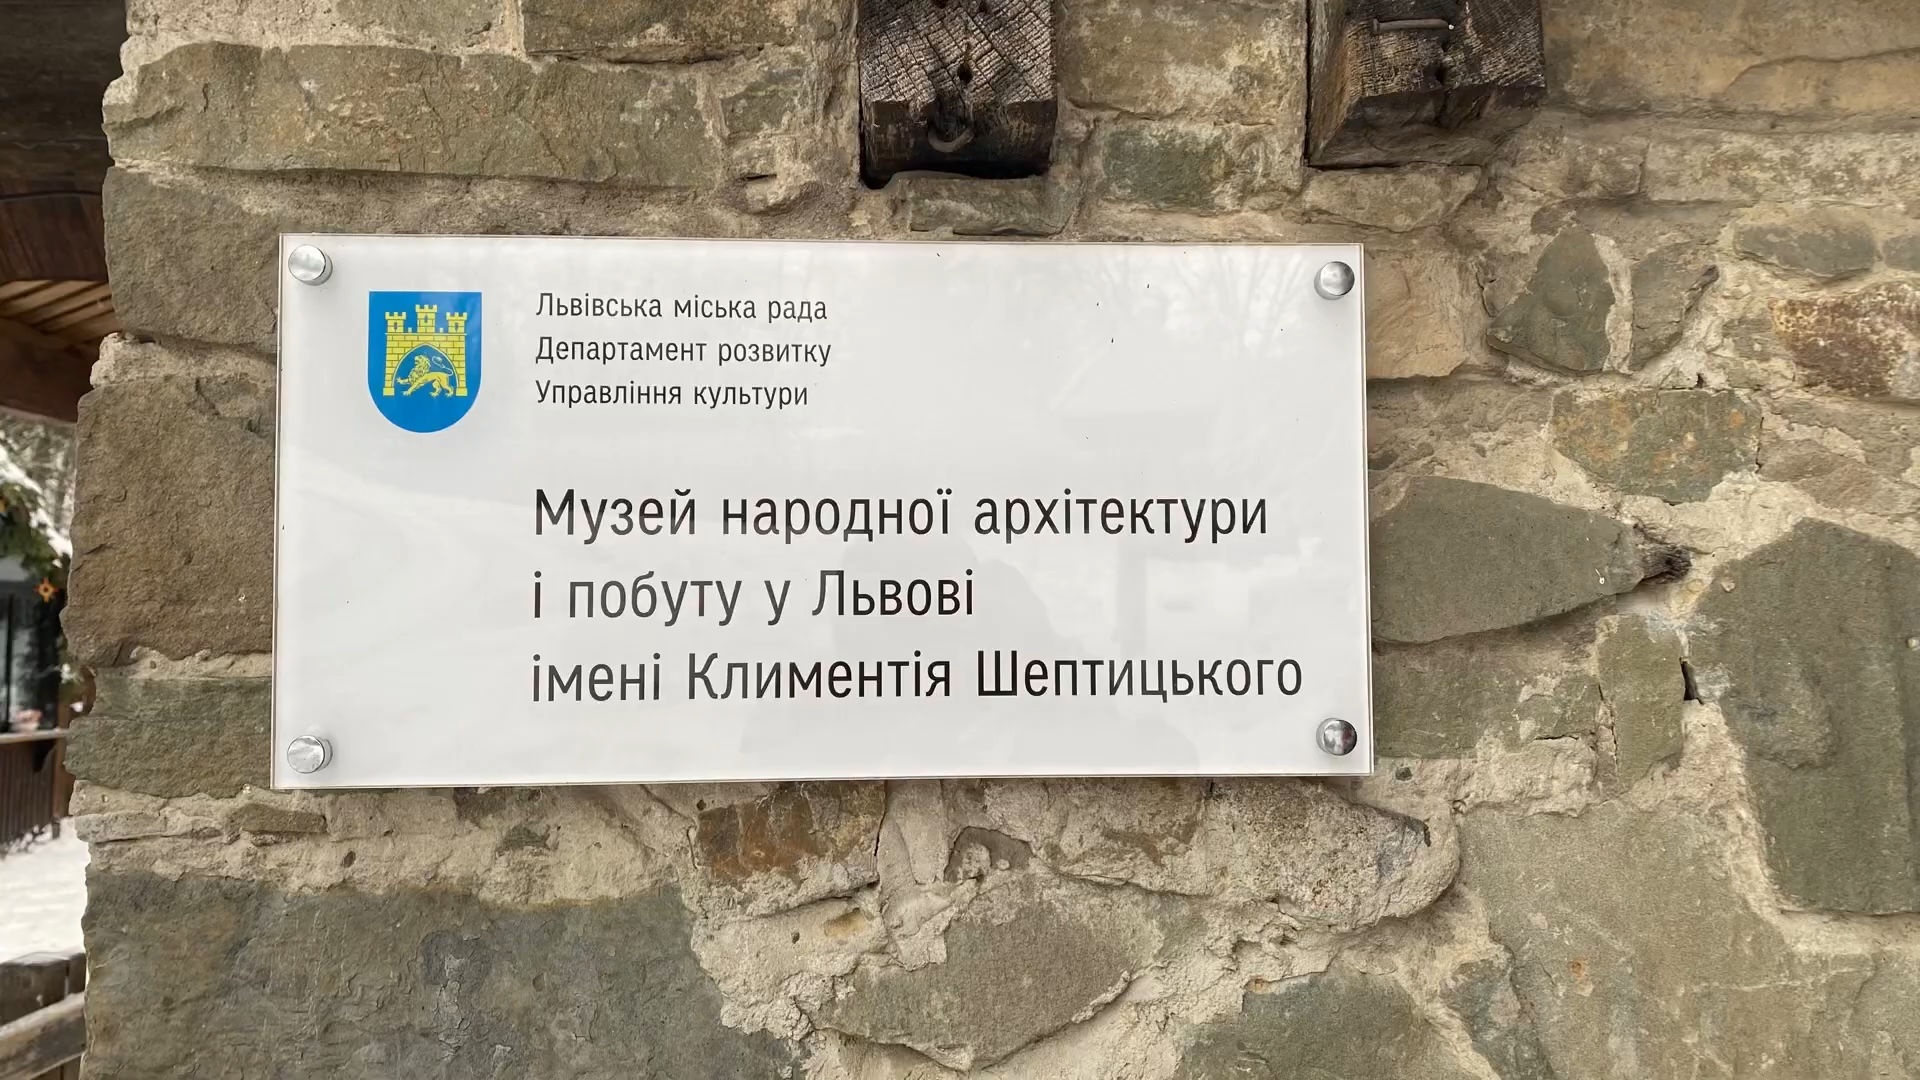 Львівська міська рада
Департамент розвитку
Управління культури
Музей народної архітектури
і побуту у Львові
імені Климентія Шептицького